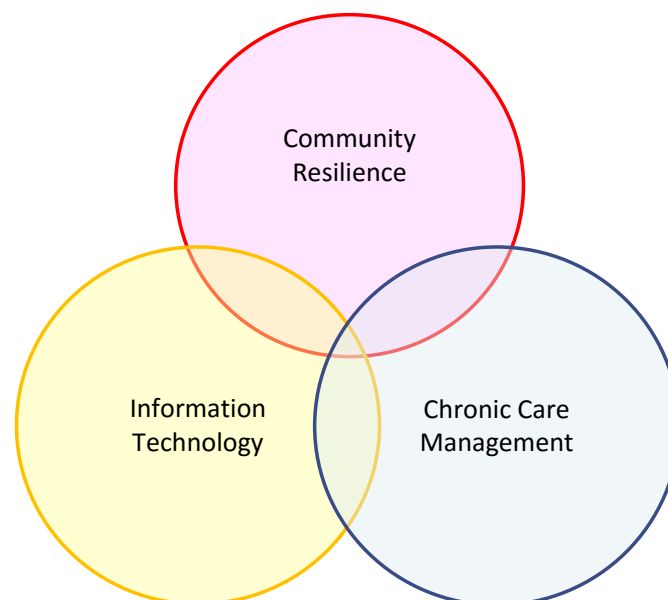 Community
Resilience
Information
Technology
Chronic Care
Management